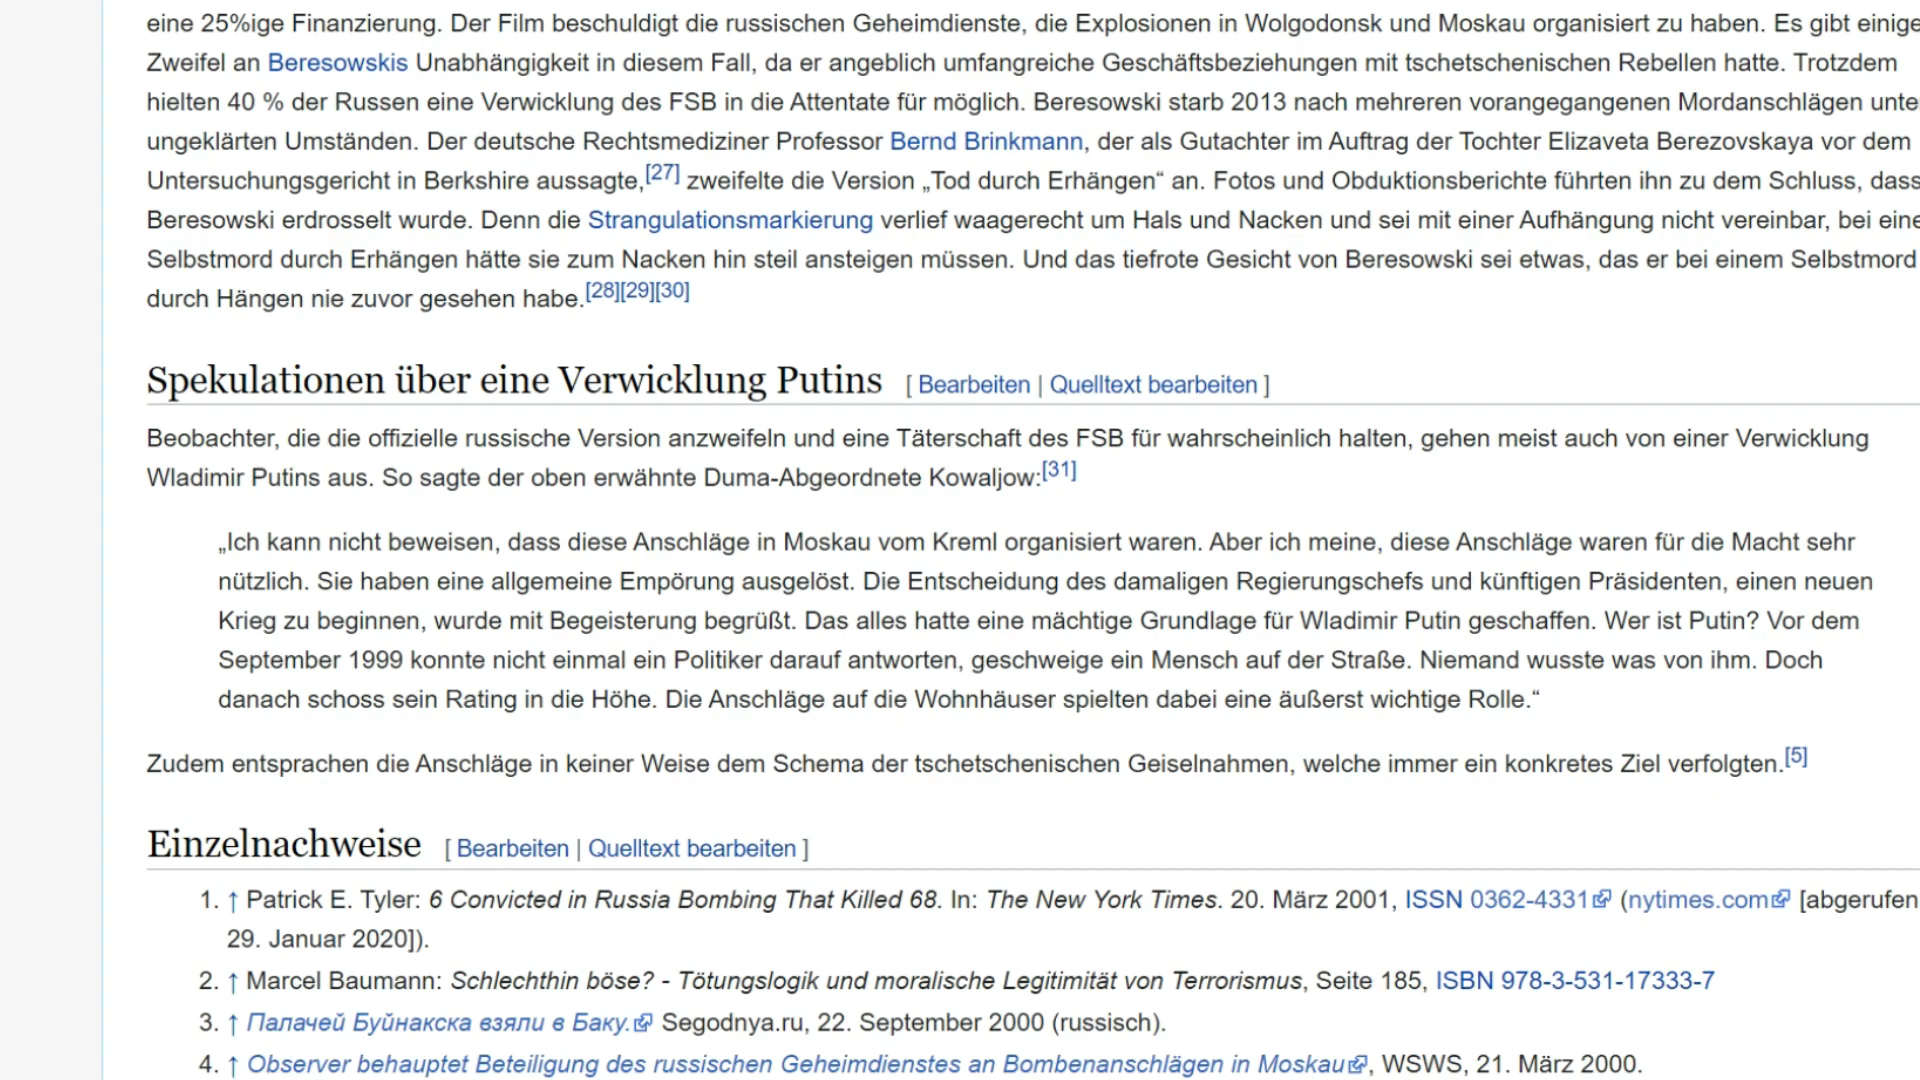 eine 25%ige Finanzierung. Der Film beschuldigt die russischen Geheimdienste, die Explosionen in Wolgodonsk und Moskau organisiert zu haben. Es gibt einige
Zweifel an Beresowskis Unabhängigkeit in diesem Fall, da er angeblich umfangreiche Geschäftsbeziehungen mit tschetschenischen Rebellen hatte. Trotzdem
hielten 40 % der Russen eine Verwicklung des FSB in die Attentate für möglich. Beresowski starb 2013 nach mehreren vorangegangenen Mordanschlägen unte
ungeklärten Umständen. Der deutsche Rechtsmediziner Professor Bernd Brinkmann, der als Gutachter im Auftrag der Tochter Elizaveta Berezovskaya vor dem
Untersuchungsgericht in Berkshire aussagte,[27] zweifelte die Version „Tod durch Erhängen“ an. Fotos und Obduktionsberichte führten ihn zu dem Schluss, dass
Beresowski erdrosselt wurde. Denn die Strangulationsmarkierung verlief waagerecht um Hals und Nacken und sei mit einer Aufhängung nicht vereinbar, bei eine
Selbstmord durch Erhängen hätte sie zum Nacken hin steil ansteigen müssen. Und das tiefrote Gesicht von Beresowski sei etwas, das er bei einem Selbstmord
durch Hängen nie zuvor gesehen habe.[28][29][30]
Spekulationen über eine Verwicklung Putins [ Bearbeiten | Quelltext bearbeiten ]
Beobachter, die die offizielle russische Version anzweifeln und eine Täterschaft des FSB für wahrscheinlich halten, gehen meist auch von einer Verwicklung
Wladimir Putins aus. So sagte der oben erwähnte Duma-Abgeordnete Kowaljow:[31]
„Ich kann nicht beweisen, dass diese Anschläge in Moskau vom Kreml organisiert waren. Aber ich meine, diese Anschläge waren für die Macht sehr
nützlich. Sie haben eine allgemeine Empörung ausgelöst. Die Entscheidung des damaligen Regierungschefs und künftigen Präsidenten, einen neuen
Krieg zu beginnen, wurde mit Begeisterung begrüßt. Das alles hatte eine mächtige Grundlage für Wladimir Putin geschaffen. Wer ist Putin? Vor dem
September 1999 konnte nicht einmal ein Politiker darauf antworten, geschweige ein Mensch auf der Straße. Niemand wusste was von ihm. Doch
danach schoss sein Rating in die Höhe. Die Anschläge auf die Wohnhäuser spielten dabei eine äußerst wichtige Rolle.“
Zudem entsprachen die Anschläge in keiner Weise dem Schema der tschetschenischen Geiselnahmen, welche immer ein konkretes Ziel verfolgten.[5]
Einzelnachweise [ Bearbeiten | Quelltext bearbeiten ]
1. ↑ Patrick E. Tyler: 6 Convicted in Russia Bombing That Killed 68. In: The New York Times. 20. März 2001, ISSN 0362-4331 (nytimes.com [abgerufen
29. Januar 2020]).
2. ↑ Marcel Baumann: Schlechthin böse? - Tötungslogik und moralische Legitimität von Terrorismus, Seite 185, ISBN 978-3-531-17333-7
3. ↑ Палачей Буйнакска взяли в Баку. Segodnya.ru, 22. September 2000 (russisch).
4. ↑ Observer behauptet Beteiligung des russischen Geheimdienstes an Bombenanschlägen in Moskau, WSWS, 21. März 2000.